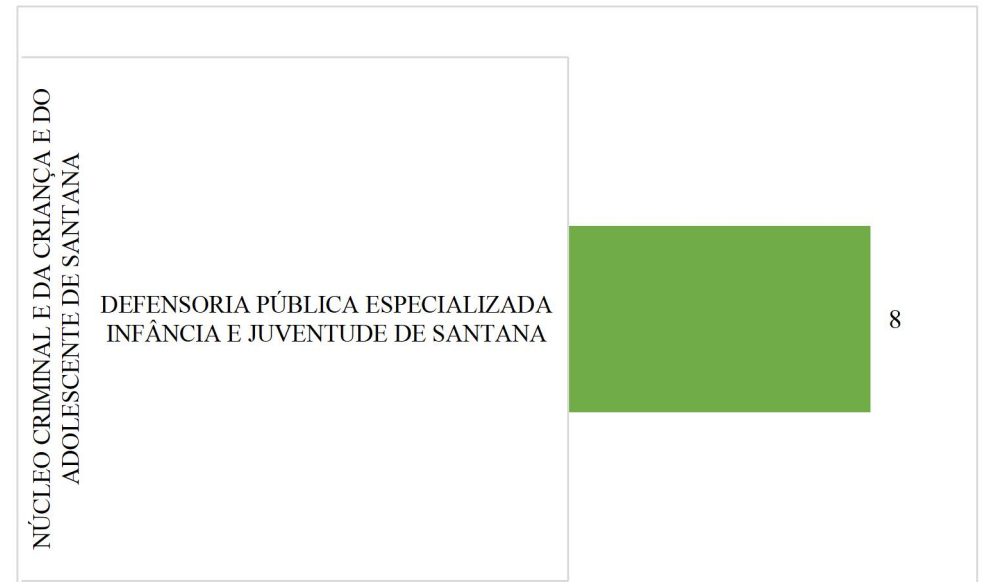 NÚCLEO CRIMINAL E DA CRIANÇA E DO
ADOLESCENTE DE SANTANA
DEFENSORIA PÚBLICA ESPECIALIZADA
INFÂNCIA E JUVENTUDE DE SANTANA
8